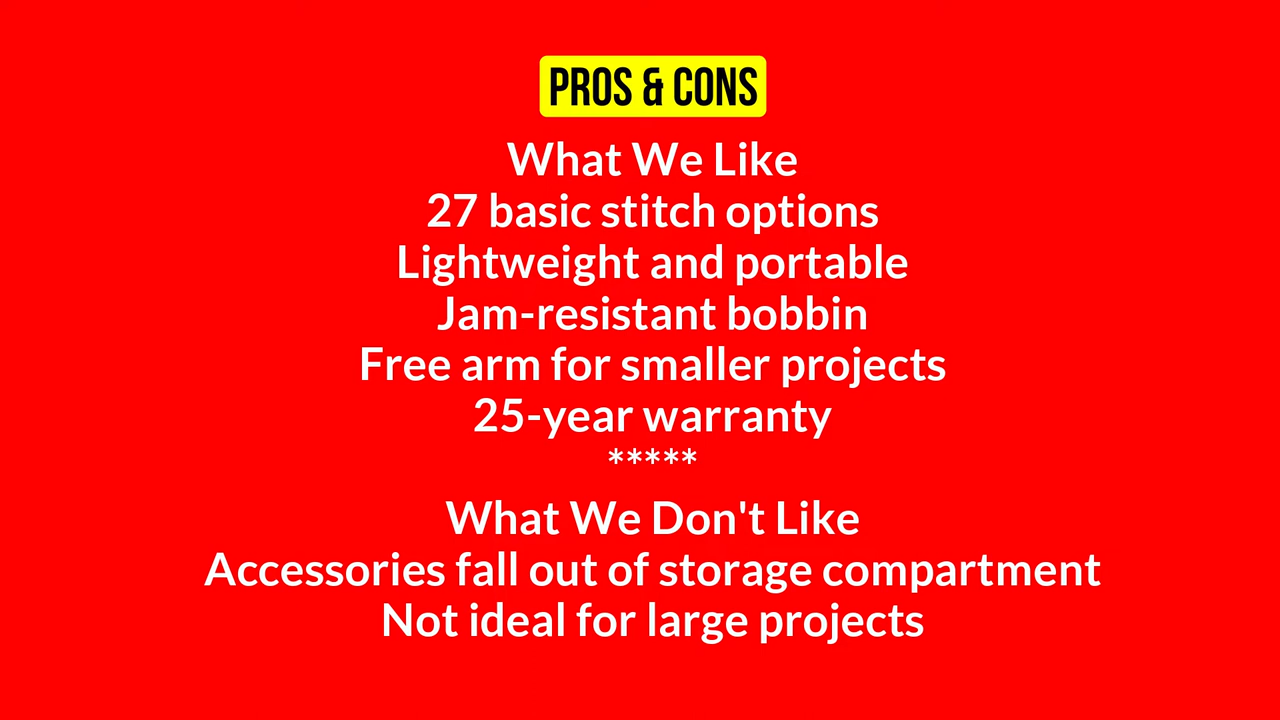 PROS & CONS
What We Like
27 basic stitch options
Lightweight and portable
Jam-resistant bobbin
Free arm for smaller projects
25-year warranty
*****
What We Don't Like
Accessories fall out of storage compartment
Not ideal for large projects